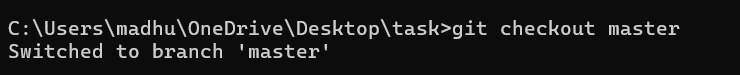 C:\Users\madhu\OneDrive\Desktop\task>git checkout master
Switched to branch 'master'